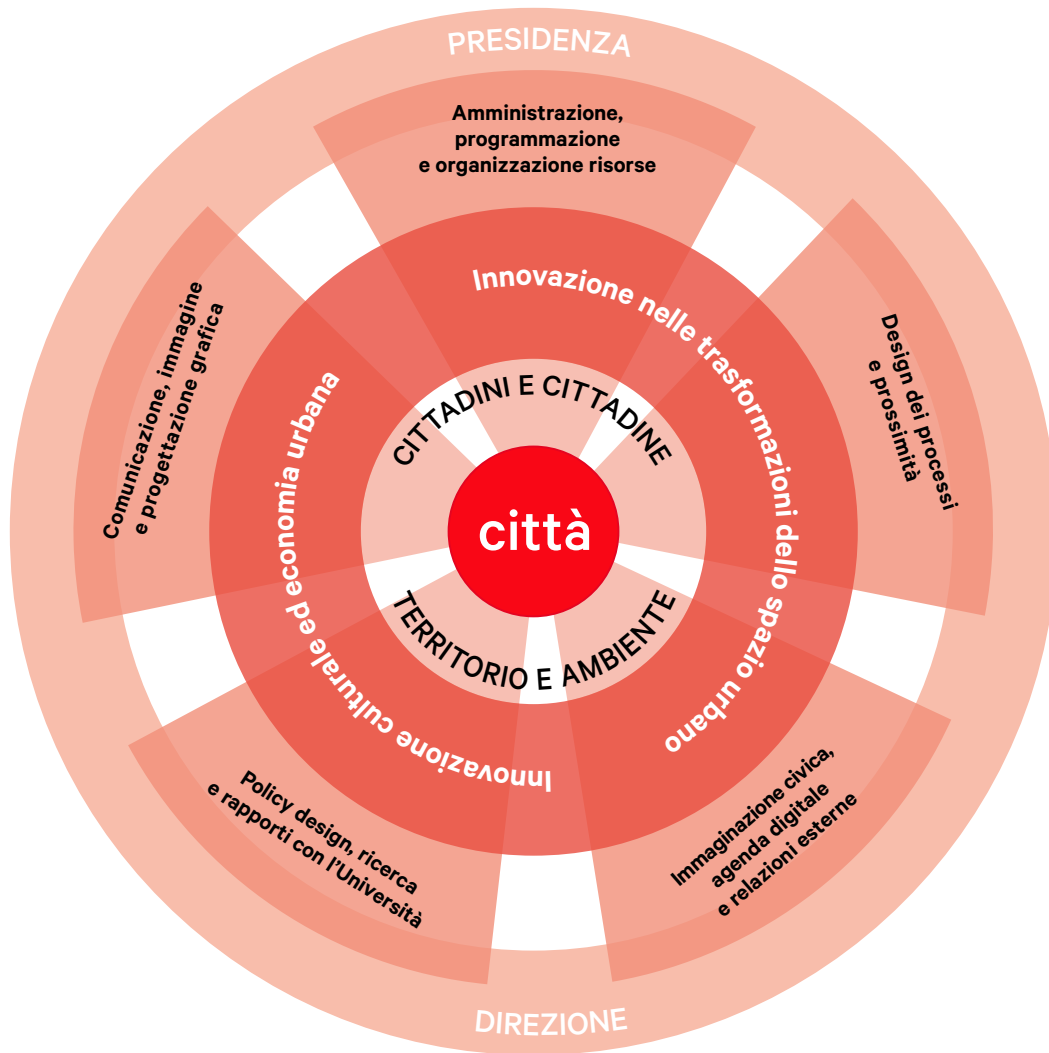 PRESIDENZA
Amministrazione,
programmazione
e organizzazione risorse
Comunicazione, immagine
e progettazione grafica
Design dei processi
e prossimità
Innovazione nelle trasformazioni dello spazio urbano
Innovazione culturale ed economia urbana
CITTADINI E CITTADINE
città
TERRITORIO E AMBIENTE
Policy design, ricerca
e rapporti con l'Università
Immaginazione civica,
agenda digitale
e relazioni esterne
DIREZIONE